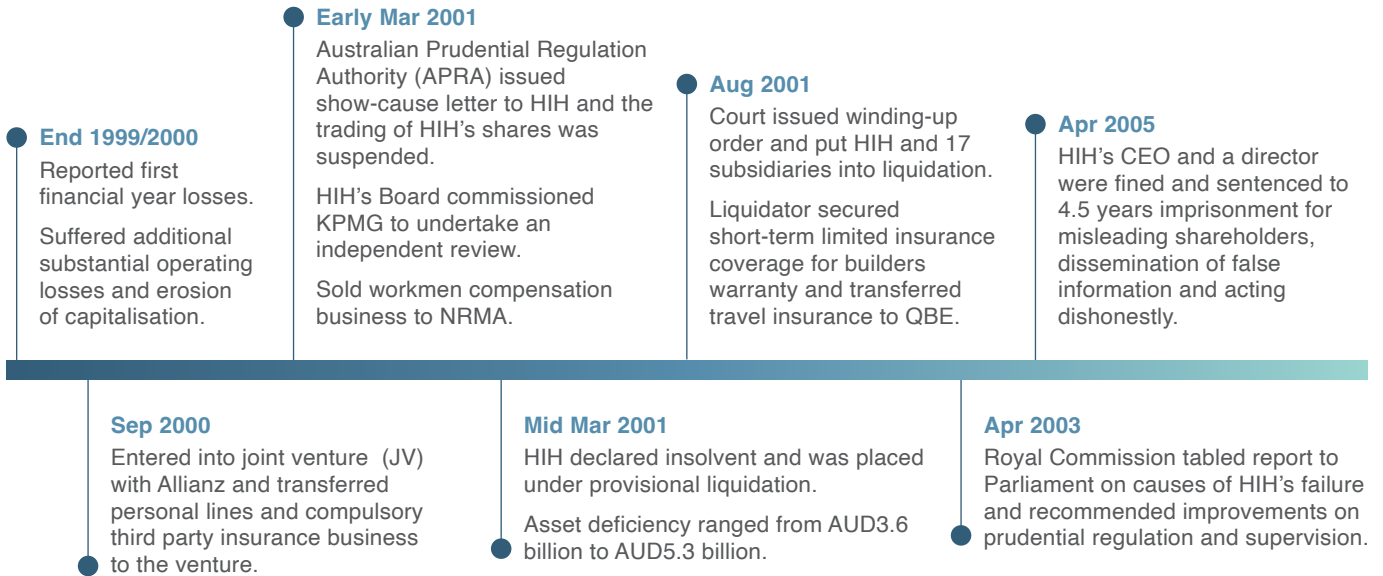 End 1999/2000
Reported first
financial year losses.
Suffered additional
substantial operating
losses and erosion
of capitalisation.
Sep 2000
Entered into joint venture (JV)
with Allianz and transferred
personal lines and compulsory
third party insurance business
to the venture.
Early Mar 2001
Australian Prudential Regulation
Authority (APRA) issued
show-cause letter to HIH and the
trading of HIH's shares was
suspended.
HIH's Board commissioned
KPMG to undertake an
independent review.
Sold workmen compensation
business to NRMA.
Mid Mar 2001
HIH declared insolvent and was placed
under provisional liquidation.
Asset deficiency ranged from AUD3.6
billion to AUD5.3 billion.
Aug 2001
Court issued winding-up
order and put HIH and 17
subsidiaries into liquidation.
Liquidator secured
short-term limited insurance
coverage for builders
warranty and transferred
travel insurance to QBE.
Apr 2003
Royal Commission tabled report to
Parliament on causes of HIH's failure
and recommended improvements on
prudential regulation and supervision.
Apr 2005
HIH's CEO and a director
were fined and sentenced to
4.5 years imprisonment for
misleading shareholders,
dissemination of false
information and acting
dishonestly.